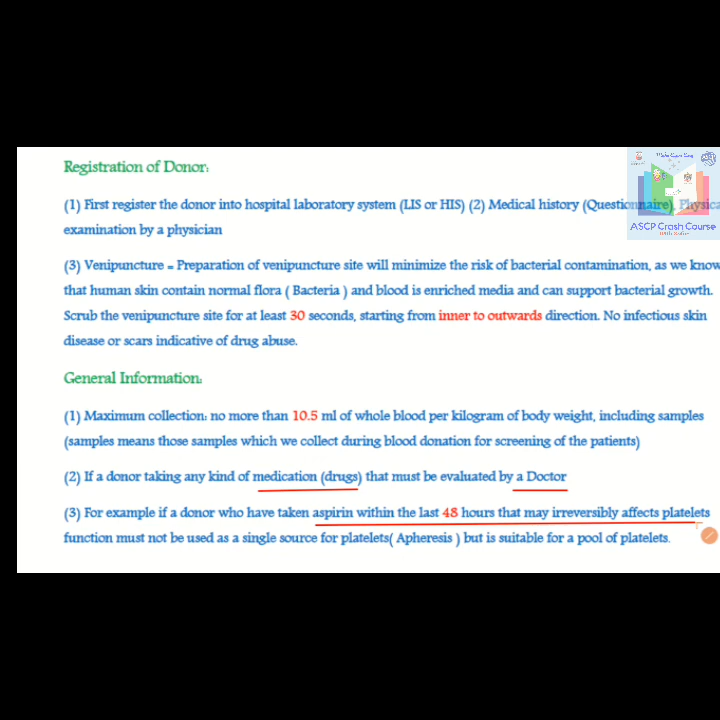 Registration of Donor:
(1) First register the donor into hospital laboratory system (LIS or HIS) (2) Medical history (Questionnaire), Physica
examination by a physician
(3) Venipuncture = Preparation of venipuncture site will minimize the risk of bacterial contamination, as we know
that human skin contain normal flora ( Bacteria ) and blood is enriched media and can support bacterial growth.
Scrub the venipuncture site for at least 30 seconds, starting from inner to outwards direction. No infectious skin
disease or scars indicative of drug abuse.
General Information:
(1) Maximum collection: no more than 10.5 ml of whole blood per kilogram of body weight, including samples
(samples means those samples which we collect during blood donation for screening of the patients)
(2) If a donor taking any kind of medication (drugs) that must be evaluated by a Doctor
(3) For example if a donor who have taken aspirin within the last 48 hours that may irreversibly affects platelets
function must not be used as a single source for platelets( Apheresis ) but is suitable for a pool of platelets.
ASCP Crash Course